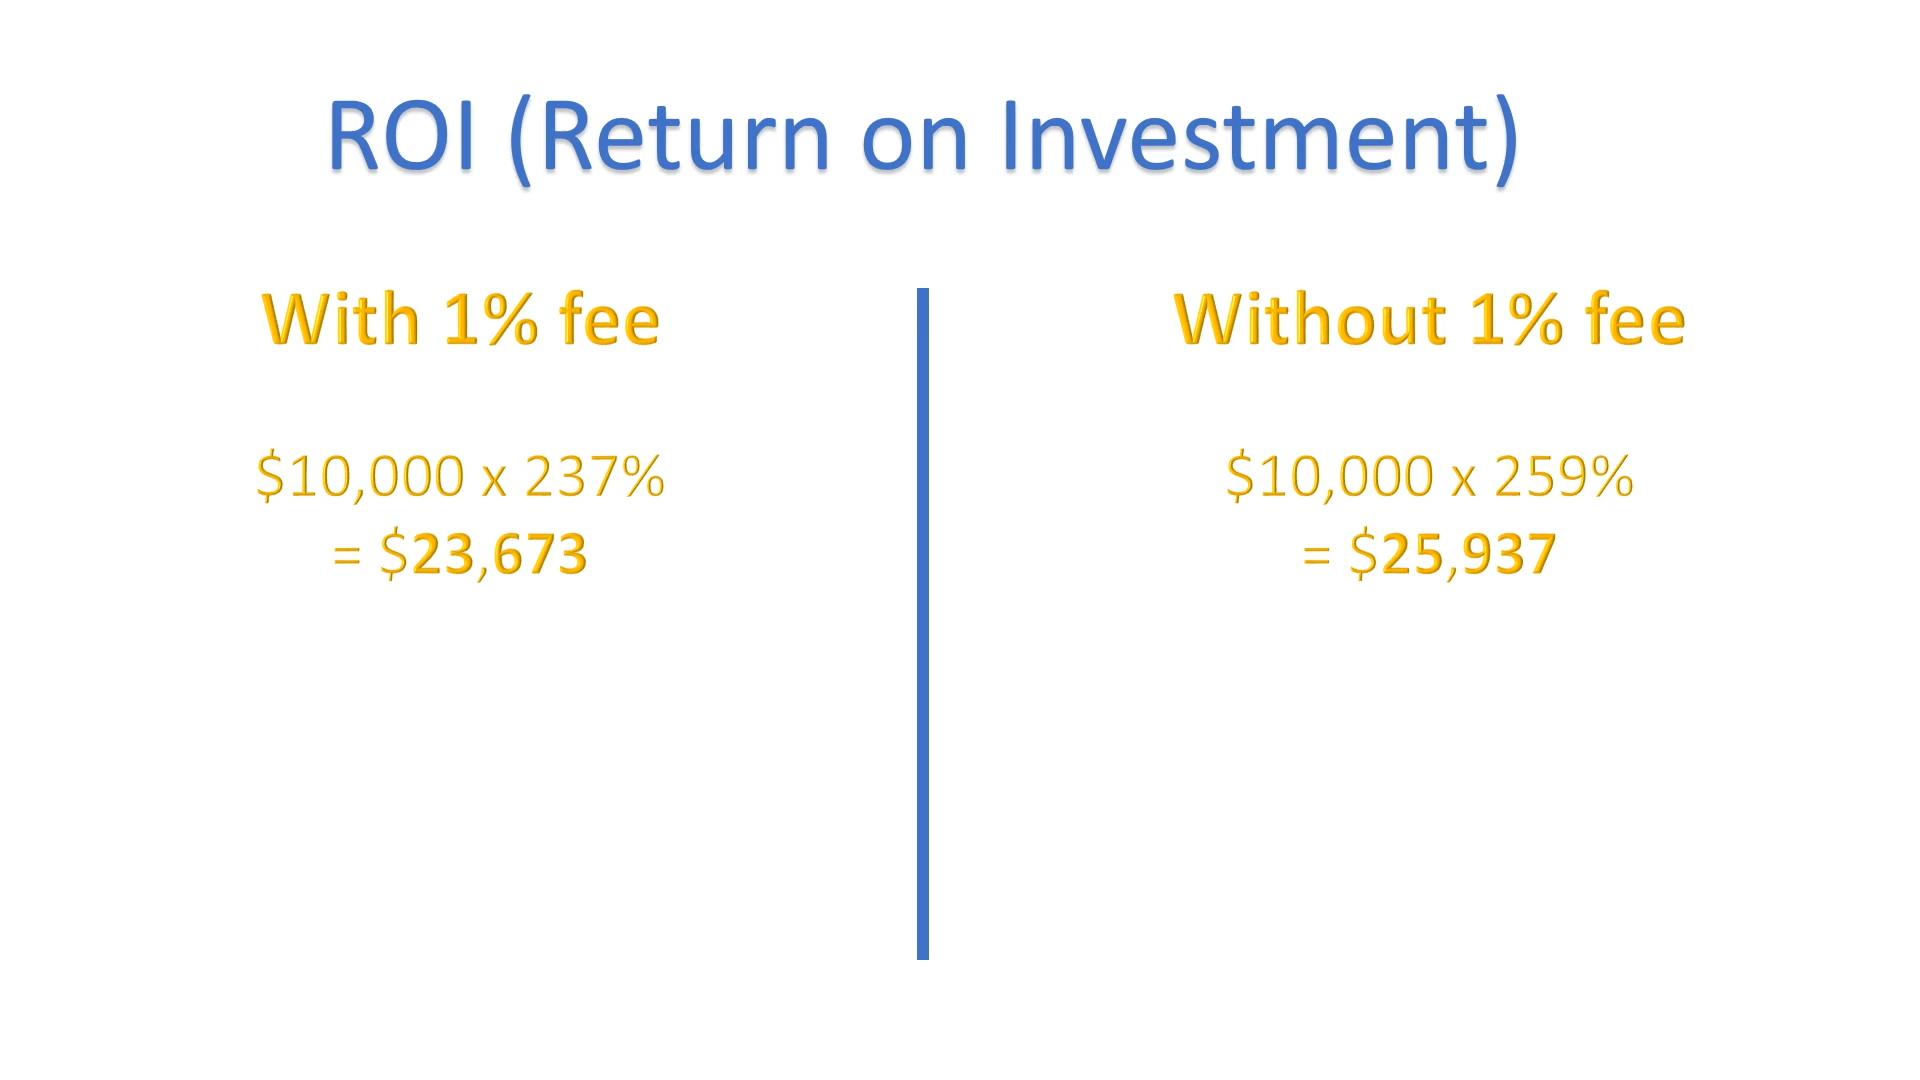 ROI (Return on Investment)
With 1% fee
$10,000 x 237%
= $23,673
Without 1% fee
$10,000 x 259%
= $25,937